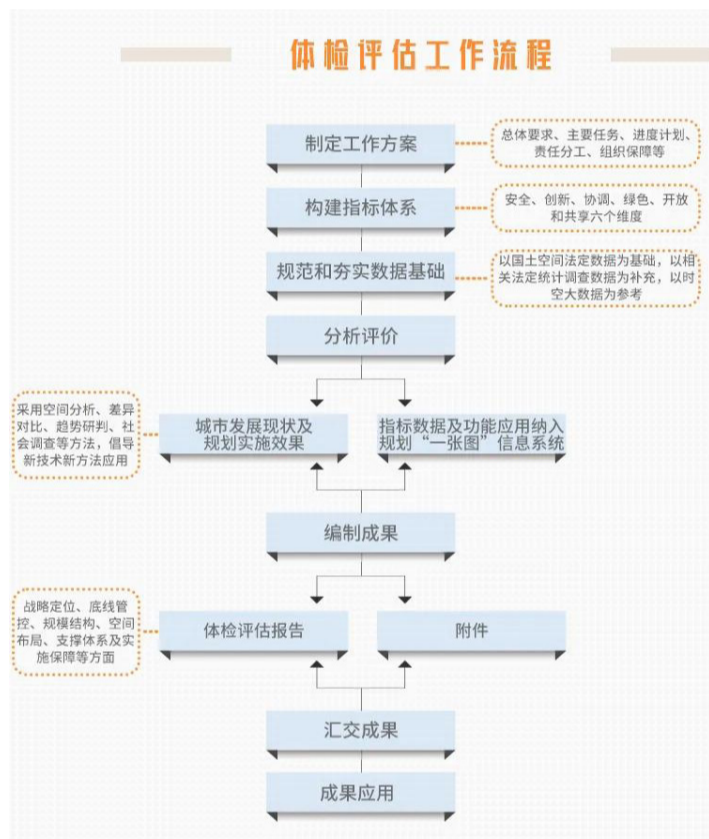 体检评估工作流程
制定工作方案
总体要求、主要任务、进度计划、
责任分工、组织保障等
构建指标体系
安全、创新、协调、绿色、开放
和共享六个维度
规范和夯实数据基础
以国土空间法定数据为基础，以相
关法定统计调查数据为补充，以时
空大数据为参考
分析评价
采用空间分析、差异
对比、趋势研判、社
会调查等方法，倡导
新技术新方法应用
城市发展现状及
规划实施效果
指标数据及功能应用纳入
规划“一张图”信息系统
编制成果
战略定位、底线管
控、规模结构、空间
布局、支撑体系及实
施保障等方面
体检评估报告
附件
汇交成果
成果应用